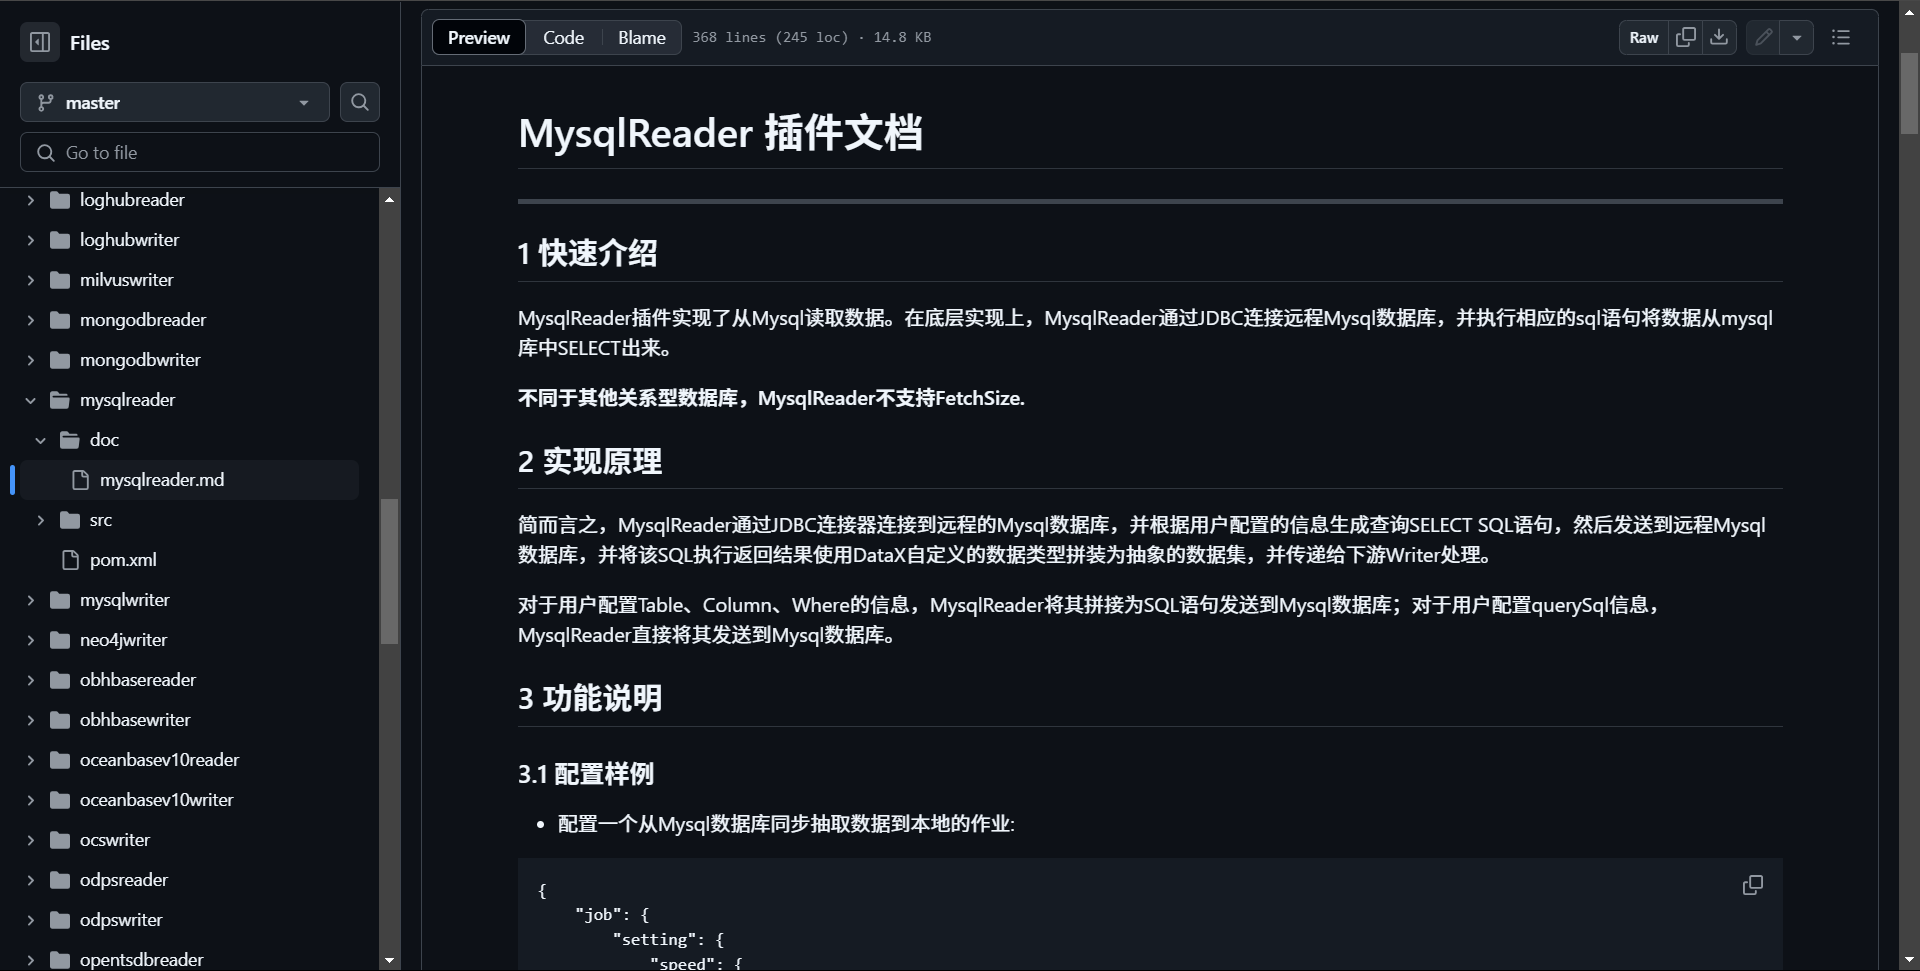 Files
master
Go to file
loghubreader
loghubwriter
milvuswriter
mongodbreader
mongodbwriter
mysqlreader
doc
mysqlreader.md
src
pom.xml
mysqlwriter
neo4jwriter
obhbasereader
obhbasewriter
oceanbasev10reader
oceanbasev10writer
ocswriter
odpsreader
odpswriter
opentsdbreader
Preview Code Blame 368 lines (245 loc) · 14.8 KB Raw
MysqlReader 插件文档
1 快速介绍
MysqlReader插件实现了从Mysql读取数据。在底层实现上，MysqlReader通过JDBC连接远程Mysql数据库，并执行相应的sql语句将数据从mysql
库中SELECT出来。
不同于其他关系型数据库，MysqlReader不支持FetchSize.
2 实现原理
简而言之，MysqlReader通过JDBC连接器连接到远程的Mysql数据库，并根据用户配置的信息生成查询SELECT SQL语句，然后发送到远程Mysql
数据库，并将该SQL执行返回结果使用DataX自定义的数据类型拼装为抽象的数据集，并传递给下游Writer处理。
对于用户配置Table、Column、Where的信息，MysqlReader将其拼接为SQL语句发送到Mysql数据库；对于用户配置querySql信息，
MysqlReader直接将其发送到Mysql数据库。
3 功能说明
3.1 配置样例
• 配置一个从Mysql数据库同步抽取数据到本地的作业:
{
"job": {
"setting": {
"speed": {